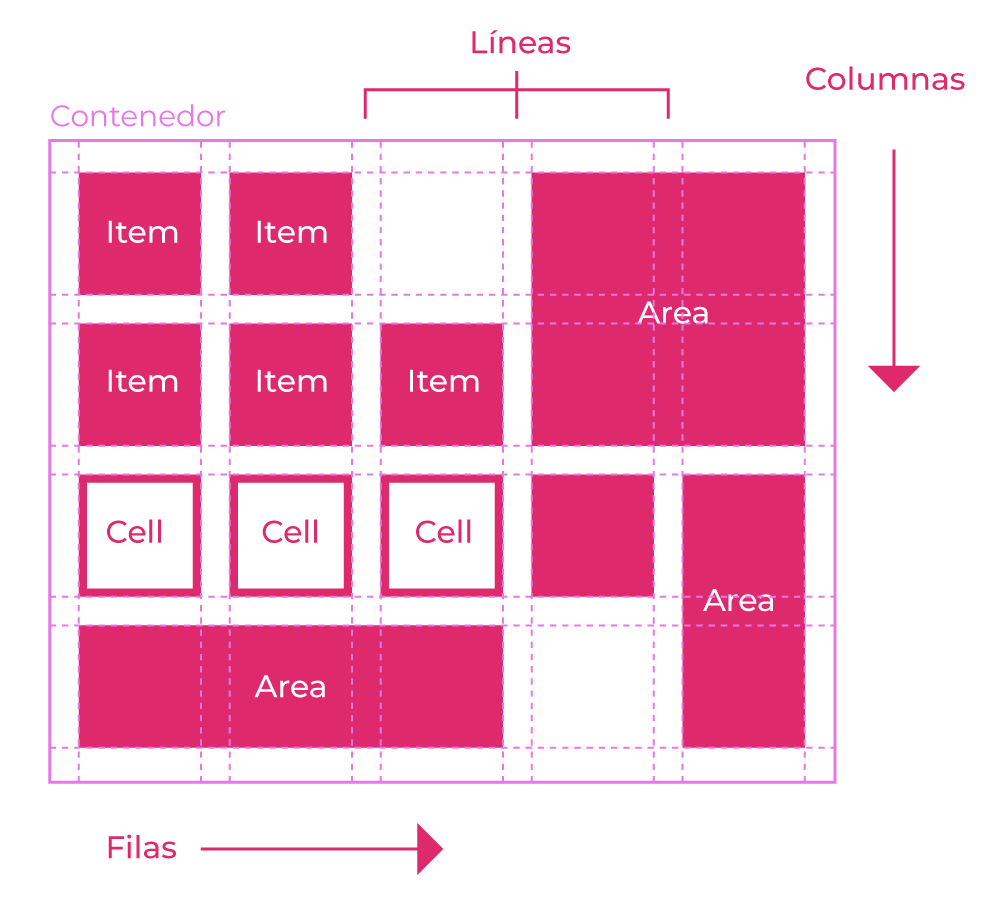 Líneas
Columnas
Contenedor
Item
Item
Area
Item
Item
Item
Cell
Cell
Cell
Area
Area
Filas